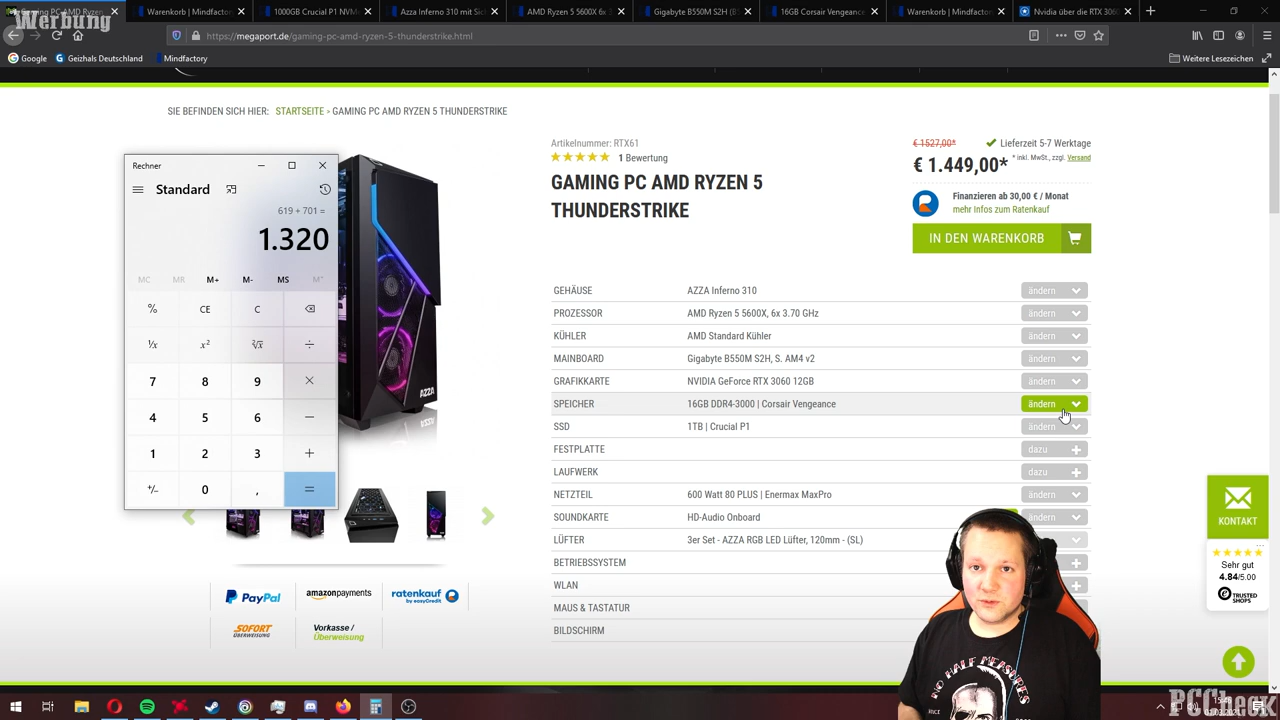 Gaming PC AMD Ryzen
Warenkorb | Mindfactory
1000GB Crucial P1 NVM
Azza Inferno 310 mit Sich
AMD Ryzen 5 5600X 6x 3
Gigabyte B550M S2H [P
16GB Corsair Vengeance
Warenkorb | Mindfactory
Nvidia über die RTX 306
Werbung
https://megaport.de/gaming-pc-amd-ryzen-5-thunderstrike.html
Google
Geizhals Deutschland
Mindfactory
Weitere Lesezeichen
SIE BEFINDEN SICH HIER: STARTSEITE > GAMING PC AMD RYZEN 5 THUNDERSTRIKE
Rechner
Standard
619 + 701 =
1.320
MC MR M+ M- MS M˅
% CE C
¹/x x² ²√x ÷
7 8 9 ×
4 5 6 −
1 2 3 +
+/- 0 , =
AZZA
PayPal
amazonpayments
ratenkauf
by easyCredit
SOFORT
ÜBERWEISUNG
Vorkasse /
Überweisung
Artikelnummer: RTX61
1 Bewertung
GAMING PC AMD RYZEN 5
THUNDERSTRIKE
€ 1527,00*
Lieferzeit 5-7 Werktage
€ 1.449,00*
* inkl. MwSt., zzgl. Versand
Finanzieren ab 30,00 € / Monat
mehr Infos zum Ratenkauf
IN DEN WARENKORB
GEHÄUSE AZZA Inferno 310 ändern
PROZESSOR AMD Ryzen 5 5600X, 6x 3.70 GHz ändern
KÜHLER AMD Standard Kühler ändern
MAINBOARD Gigabyte B550M S2H, S. AM4 v2 ändern
GRAFIKKARTE NVIDIA GeForce RTX 3060 12GB ändern
SPEICHER 16GB DDR4-3000 | Corsair Vengeance ändern
SSD 1TB | Crucial P1 ändern
FESTPLATTE dazu
LAUFWERK dazu
NETZTEIL 600 Watt 80 PLUS | Enermax MaxPro ändern
SOUNDKARTE HD-Audio Onboard ändern
LÜFTER 3er Set - AZZA RGB LED Lüfter, 120mm - (SL)
BETRIEBSSYSTEM
WLAN
MAUS & TASTATUR
BILDSCHIRM
KONTAKT
Sehr gut
4.84/5.00
TRUSTED
SHOPS
NO HALF MEASURES
PCCheck